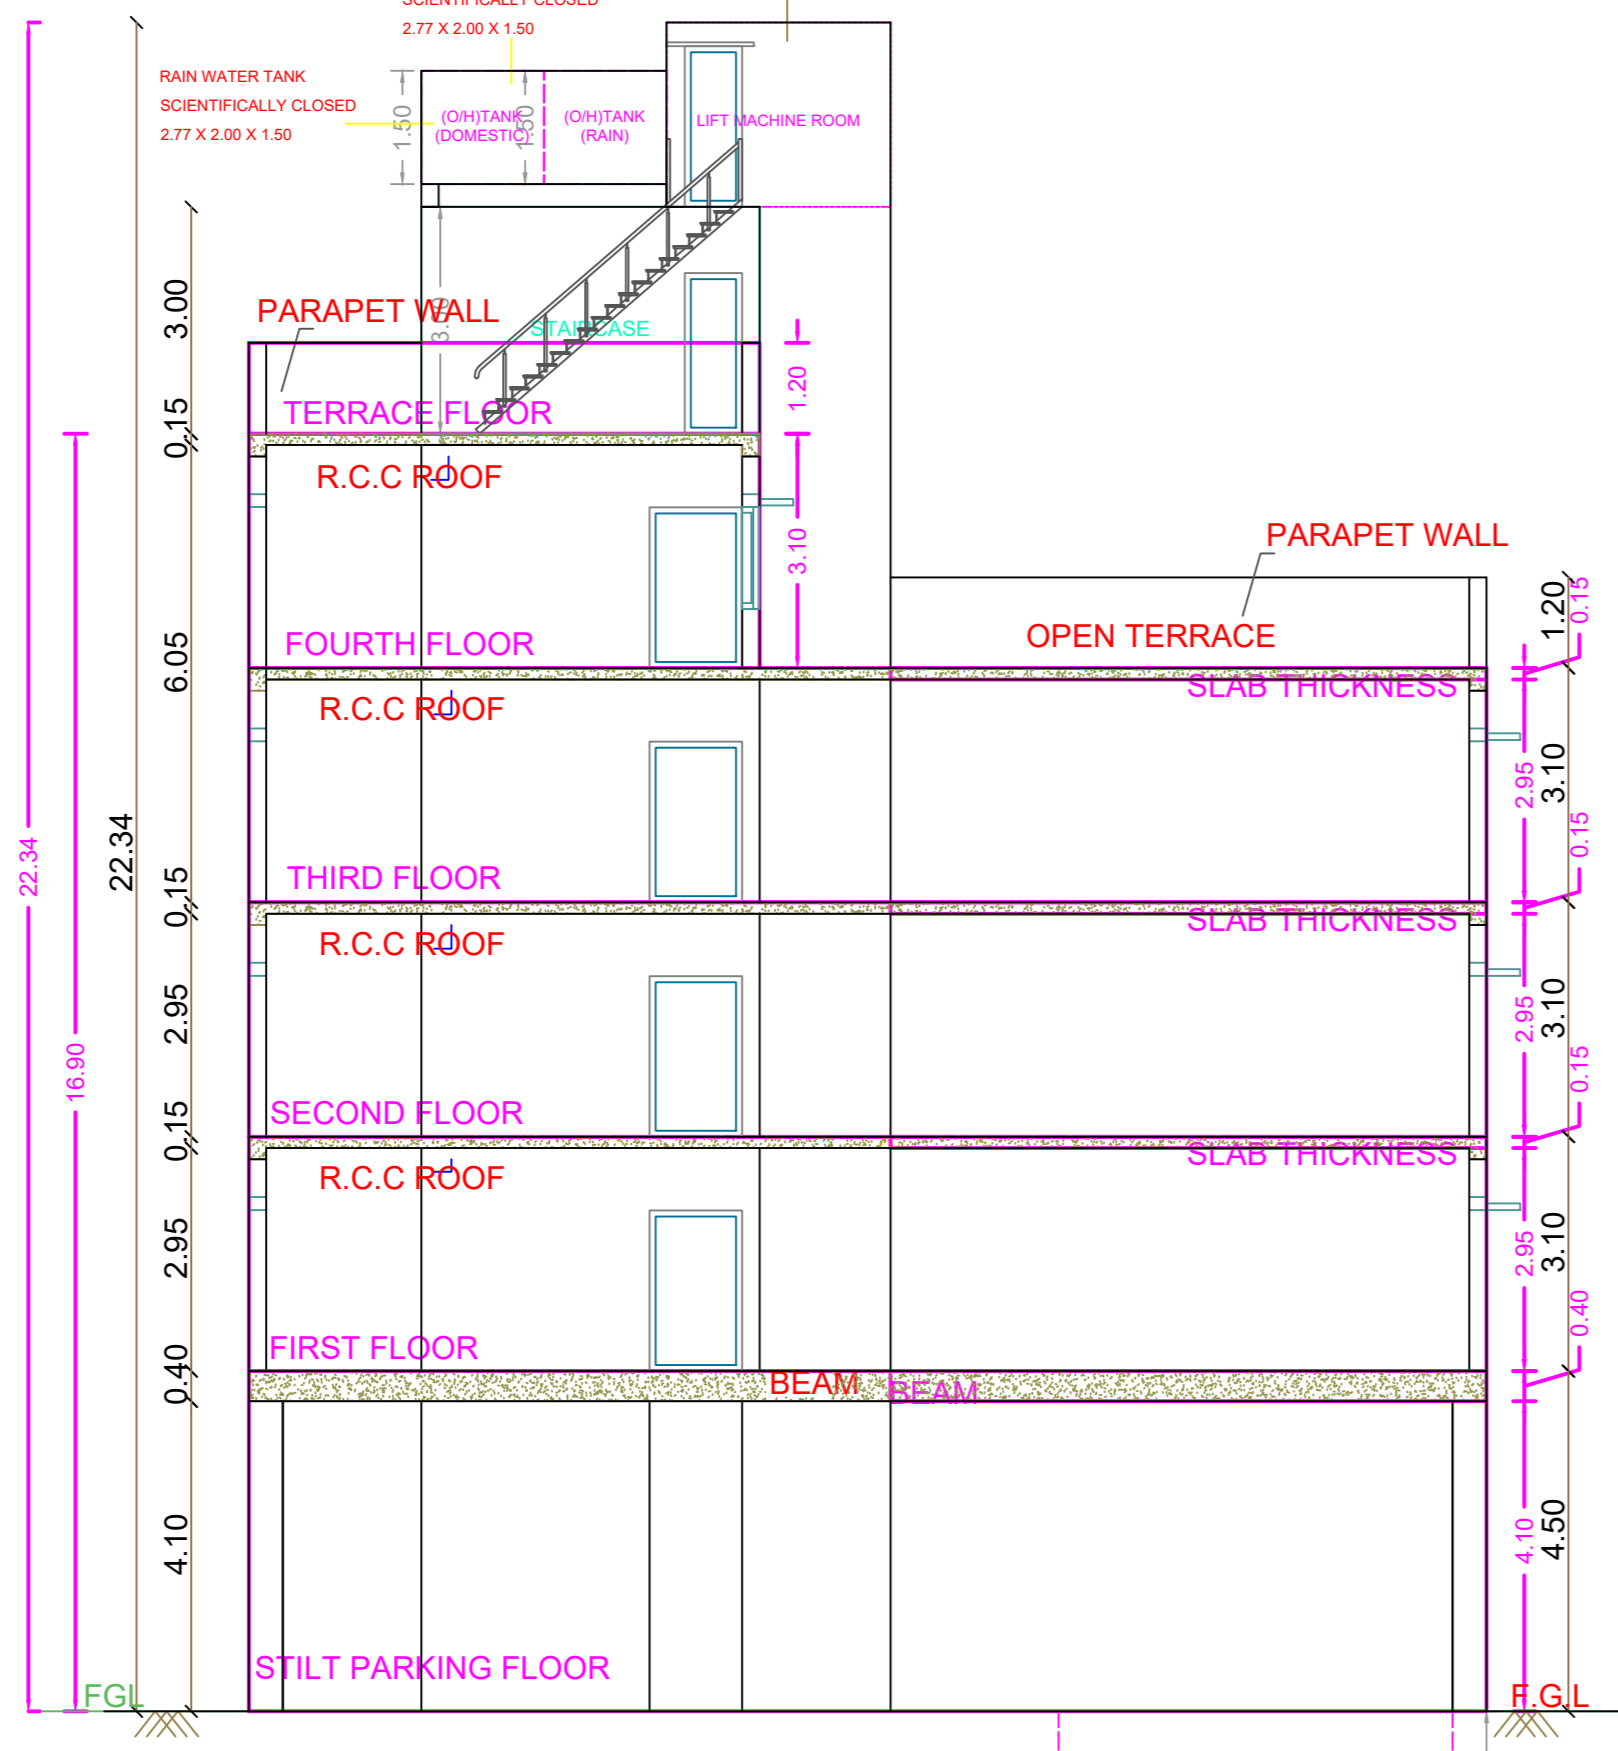 SCIENTIFICALLY CLOSED
2.77 X 2.00 X 1.50
RAIN WATER TANK
SCIENTIFICALLY CLOSED
2.77 X 2.00 X 1.50
1.50
(O/H)TANK
(DOMESTIC)
1.50
(O/H)TANK
(RAIN)
LIFT MACHINE ROOM
3.00
PARAPET WALL
3.00
STAIRCASE
1.20
TERRACE FLOOR
0.15
R.C.C ROOF
3.10
PARAPET WALL
1.20
0.15
FOURTH FLOOR
OPEN TERRACE
6.05
R.C.C ROOF
SLAB THICKNESS
2.95
3.10
22.34
22.34
THIRD FLOOR
0.15
0.15
R.C.C ROOF
SLAB THICKNESS
2.95
2.95
3.10
16.90
SECOND FLOOR
0.15
0.15
R.C.C ROOF
SLAB THICKNESS
2.95
2.95
3.10
FIRST FLOOR
0.40
0.40
BEAM
BEAM
4.10
4.10
4.50
STILT PARKING FLOOR
FGL
F.G.L